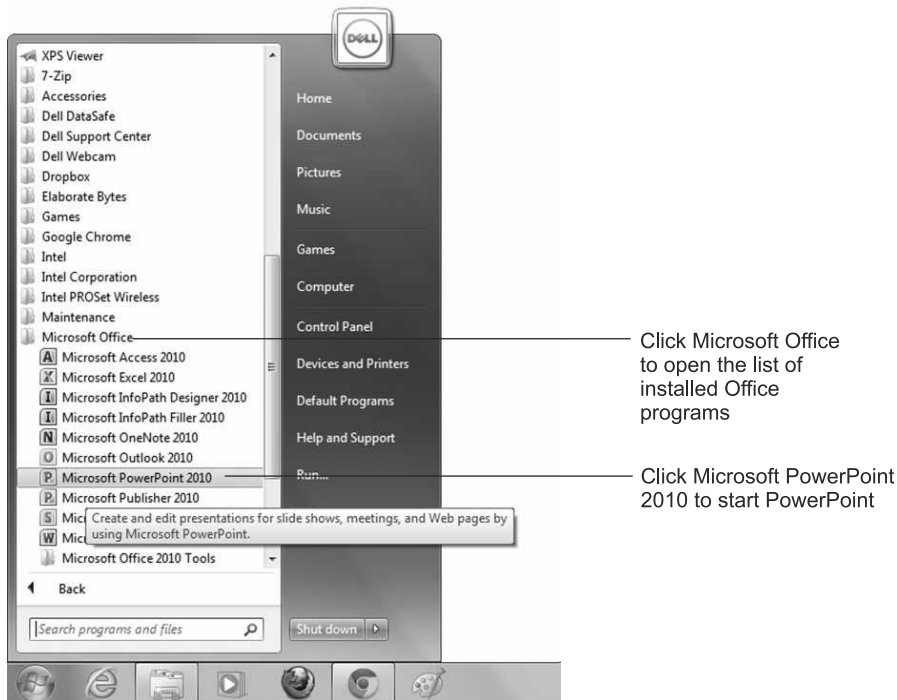 DELL
XPS Viewer
7-Zip
Accessories
Dell DataSafe
Dell Support Center
Dell Webcam
Dropbox
Elaborate Bytes
Games
Google Chrome
Intel
Intel Corporation
Intel PROSet Wireless
Maintenance
Microsoft Office
A Microsoft Access 2010
X Microsoft Excel 2010
I Microsoft InfoPath Designer 2010
I Microsoft InfoPath Filler 2010
N Microsoft OneNote 2010
O Microsoft Outlook 2010
P Microsoft PowerPoint 2010
P Microsoft Publisher 2010
S Micr
W Micr
Create and edit presentations for slide shows, meetings, and Web pages by
using Microsoft PowerPoint.
Microsoft Office 2010 Tools
Back
Search programs and files
Home
Documents
Pictures
Music
Games
Computer
Control Panel
Devices and Printers
Default Programs
Help and Support
Run...
Shut down
Click Microsoft Office
to open the list of
installed Office
programs
Click Microsoft PowerPoint
2010 to start PowerPoint